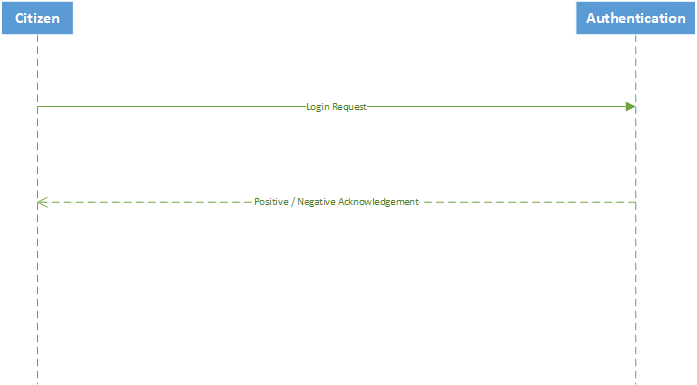 Citizen
Authentication
Login Request
Positive / Negative Acknowledgement